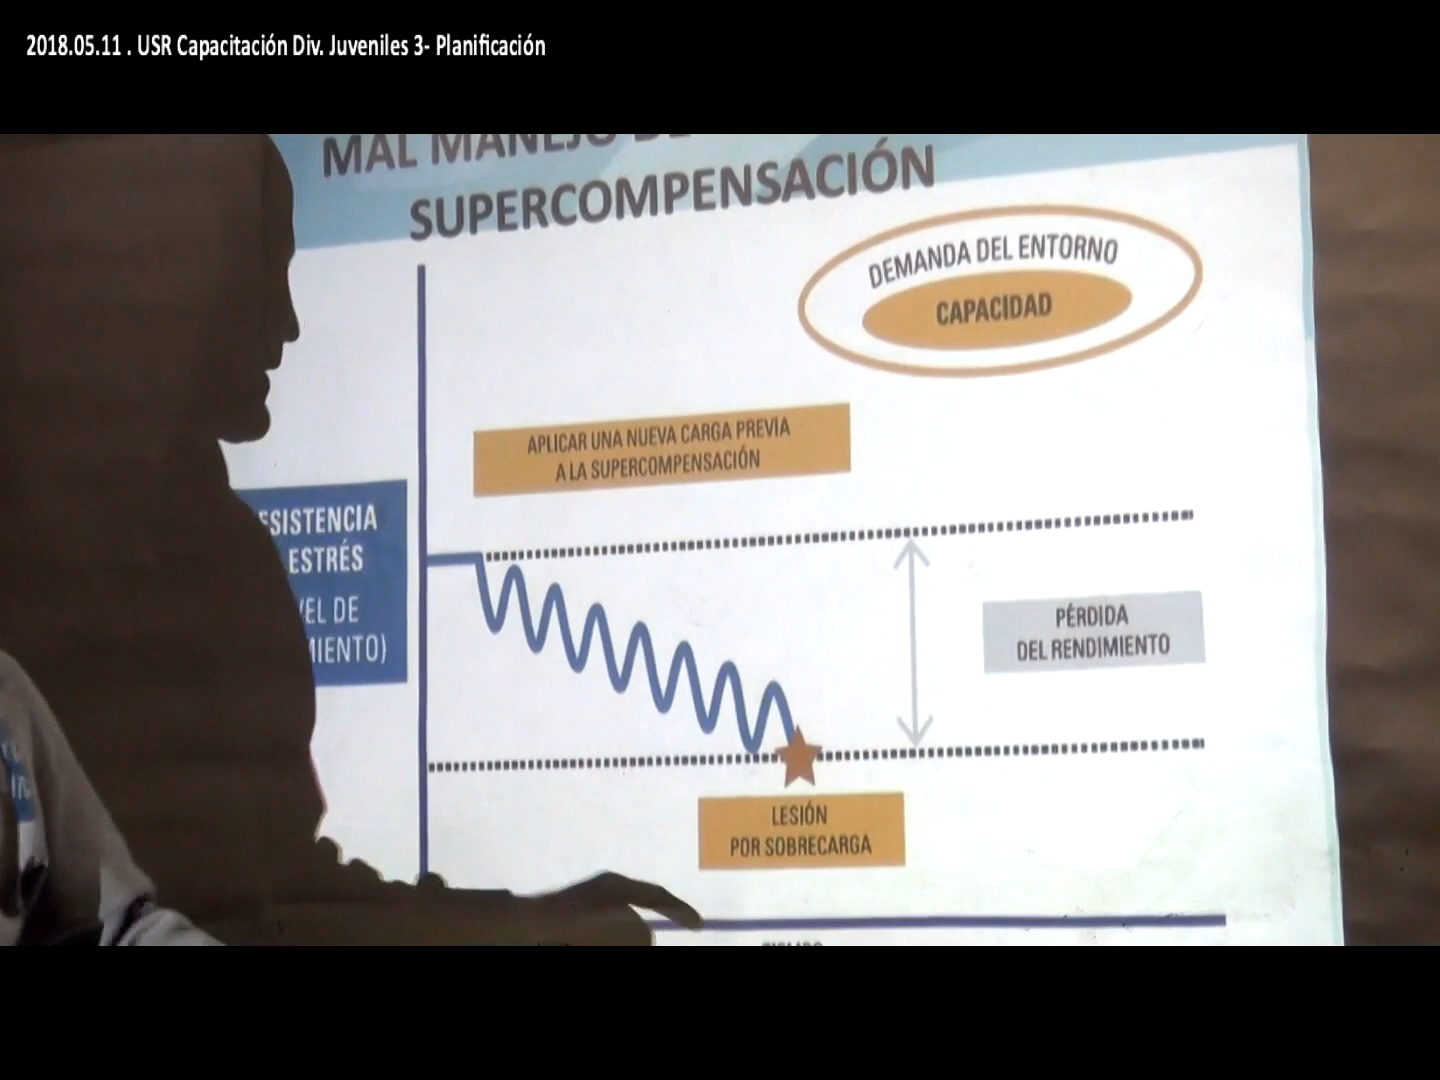 2018.05.11 . USR Capacitación Div. Juveniles 3- Planificación
MAL MANEJO DE
SUPERCOMPENSACIÓN
DEMANDA DEL ENTORNO
CAPACIDAD
APLICAR UNA NUEVA CARGA PREVIA
A LA SUPERCOMPENSACIÓN
ESISTENCIA
ESTRÉS
EL DE
MIENTO)
PÉRDIDA
DEL RENDIMIENTO
LESIÓN
POR SOBRECARGA